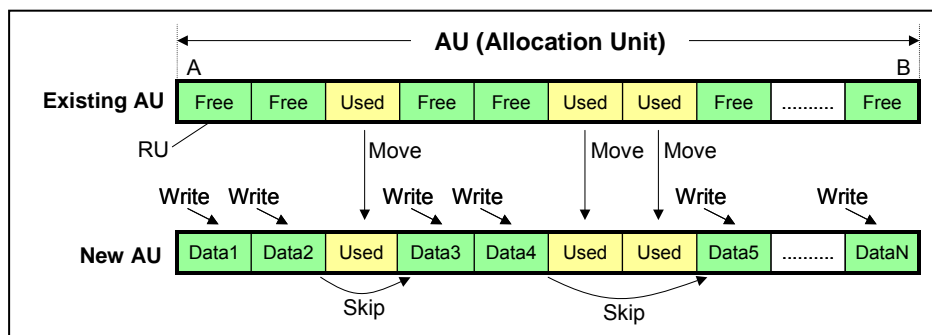 AU (Allocation Unit)
A B
Existing AU Free Free Used Free Free Used Used Free .......... Free
RU Move Move Move
Write Write Write Write Write Write
New AU Data1 Data2 Used Data3 Data4 Used Used Data5 .......... DataN
Skip Skip